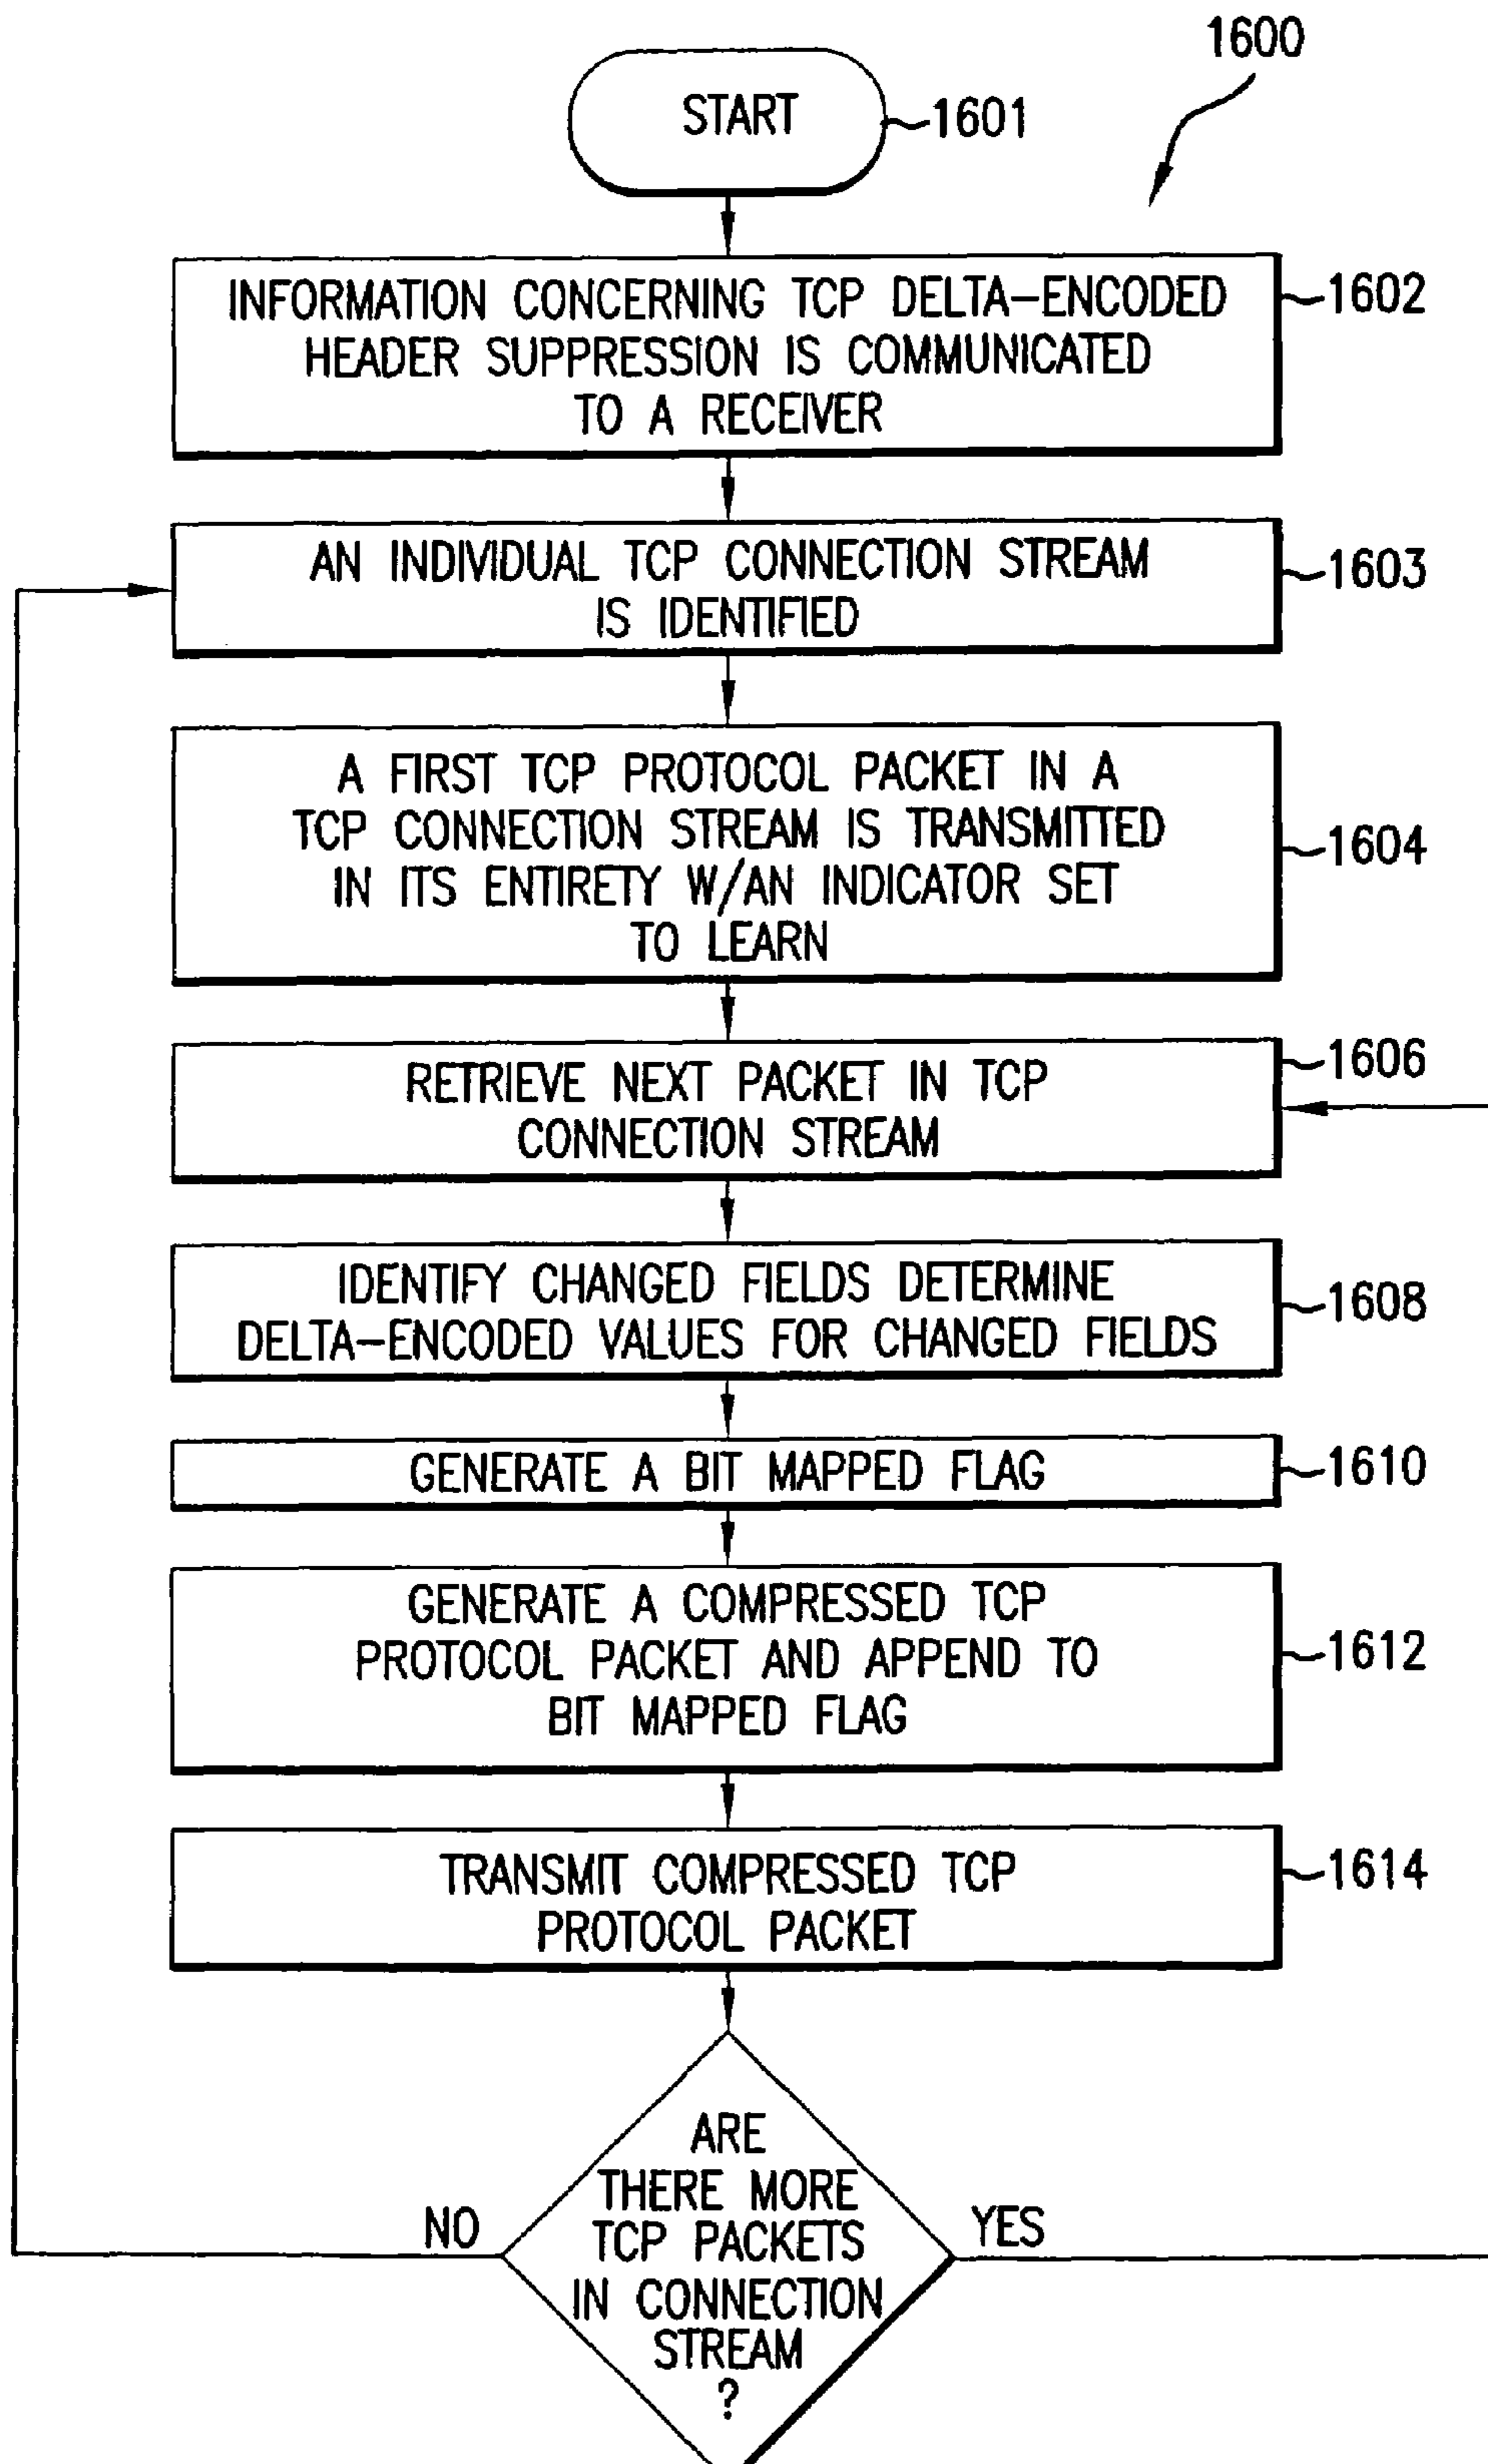 1600
START
1601
INFORMATION CONCERNING TCP DELTA-ENCODED
HEADER SUPPRESSION IS COMMUNICATED
TO A RECEIVER
1602
AN INDIVIDUAL TCP CONNECTION STREAM
IS IDENTIFIED
1603
A FIRST TCP PROTOCOL PACKET IN A
TCP CONNECTION STREAM IS TRANSMITTED
IN ITS ENTIRETY W/AN INDICATOR SET
TO LEARN
1604
RETRIEVE NEXT PACKET IN TCP
CONNECTION STREAM
1606
IDENTIFY CHANGED FIELDS DETERMINE
DELTA-ENCODED VALUES FOR CHANGED FIELDS
1608
GENERATE A BIT MAPPED FLAG
1610
GENERATE A COMPRESSED TCP
PROTOCOL PACKET AND APPEND TO
BIT MAPPED FLAG
1612
TRANSMIT COMPRESSED TCP
PROTOCOL PACKET
1614
ARE
THERE MORE
TCP PACKETS
IN CONNECTION
STREAM
?
NO
YES